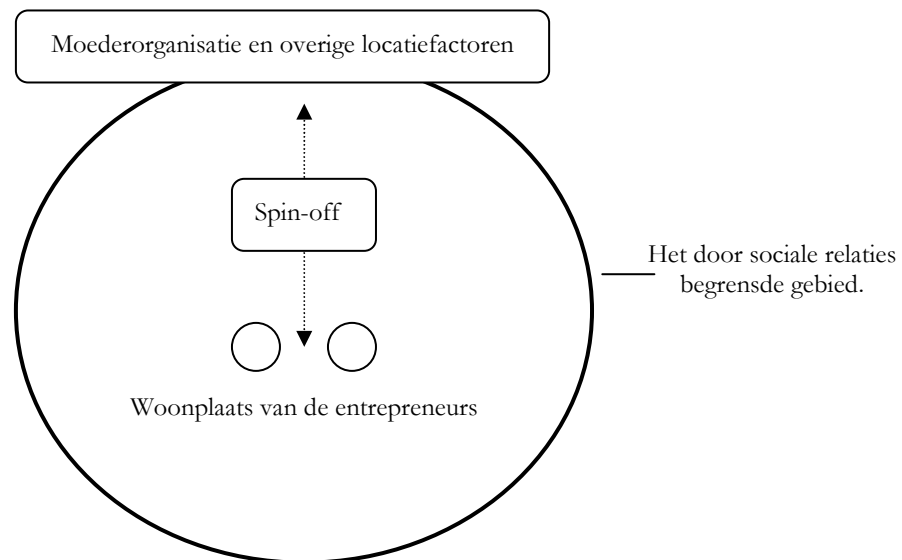 Moederorganisatie en overige locatiefactoren
Spin-off
Het door sociale relaties
begrensde gebied.
Woonplaats van de entrepreneurs